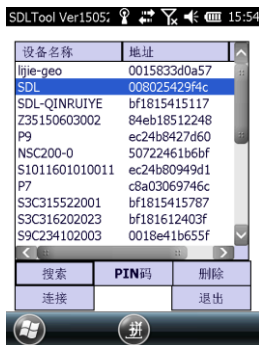 SDLTool Ver1505: 15:54
设备名称 地址
lijie-geo 0015833d0a57
SDL 008025429f4c
SDL-QINRUIYE bf1815415117
Z35150603002 84eb18512248
P9 ec24b8427d60
NSC200-0 50722461b6bf
S1011601010011 ec24b80949d1
P7 c8a03069746c
S3C315522001 bf1815415787
S3C316202023 bf181612403f
S9C234102003 0018e41b655f
搜索 PIN码 删除
连接 退出
拼